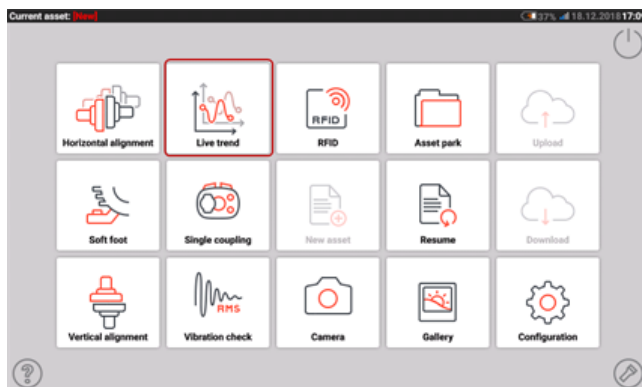 Current asset: [New]
37% 18.12.2018 17:09
Horizontal alignment
Live trend
RFID
RFID
Asset park
Upload
Soft foot
Single coupling
New asset
Resume
Download
RMS
Vertical alignment
Vibration check
Camera
Gallery
Configuration
?